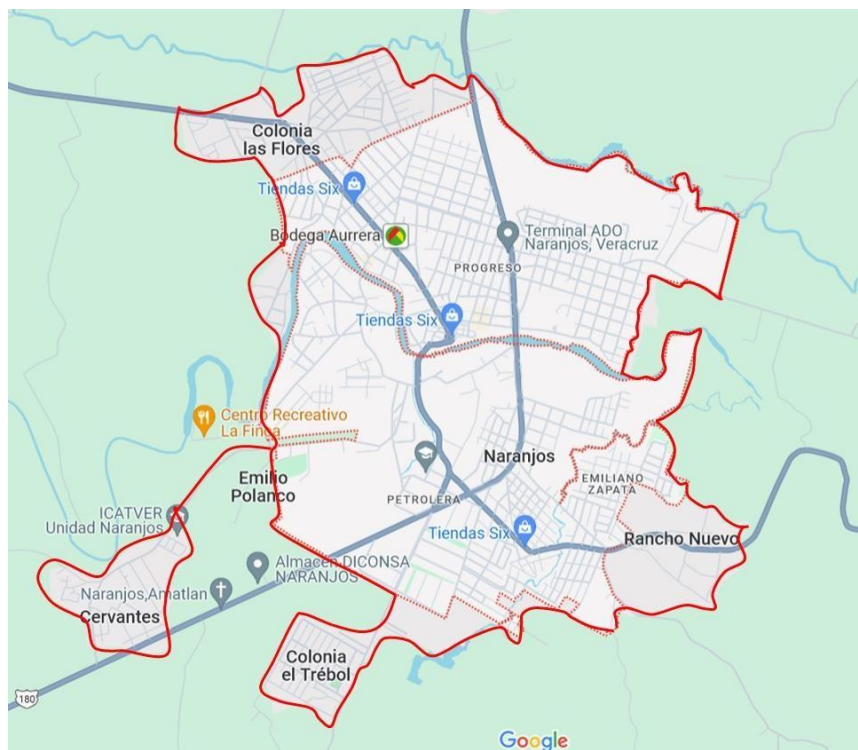 Colonia
las Flores
Tiendas Six
Bodega Aurrera
Terminal ADO
Naranjos, Veracruz
PROGRESO
Tiendas Six
Centro Recreativo
La Finca
Naranjos
Emilio
Polanco
PETROLERA
EMILIANO
ZAPATA
ICATVER
Unidad Naranjos
Tiendas Six
Rancho Nuevo
Almacen DICONSA
NARANJOS
Naranjos,Amatlan
Cervantes
Colonia
el Trébol
180
Google